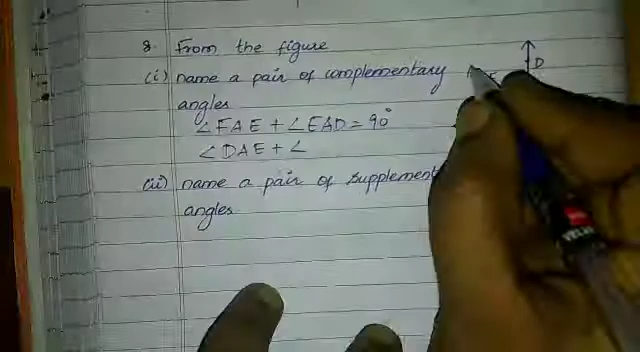 8. From the figure
(i) name a pair of complementary
D
angles
∠FAE + ∠EAD = 90°
∠DAE + ∠
(ii) name a pair of supplement
angles